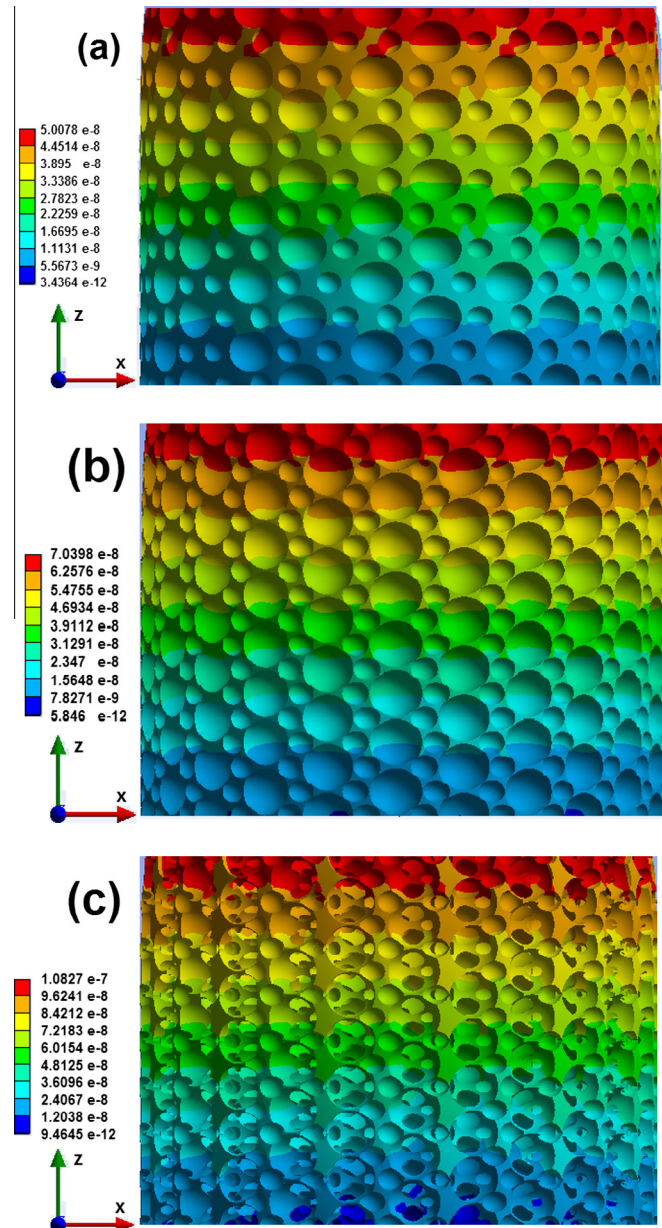 (a)
5.0078 e-8
4.4514 e-8
3.895 e-8
3.3386 e-8
2.7823 e-8
2.2259 e-8
1.6695 e-8
1.1131 e-8
5.5673 e-9
3.4364 e-12
Z
X
(b)
7.0398 e-8
6.2576 e-8
5.4755 e-8
4.6934 e-8
3.9112 e-8
3.1291 e-8
2.347 e-8
1.5648 e-8
7.8271 e-9
5.846 e-12
Z
X
(c)
1.0827 e-7
9.6241 e-8
8.4212 e-8
7.2183 e-8
6.0154 e-8
4.8125 e-8
3.6096 e-8
2.4067 e-8
1.2038 e-8
9.4645 e-12
Z
X